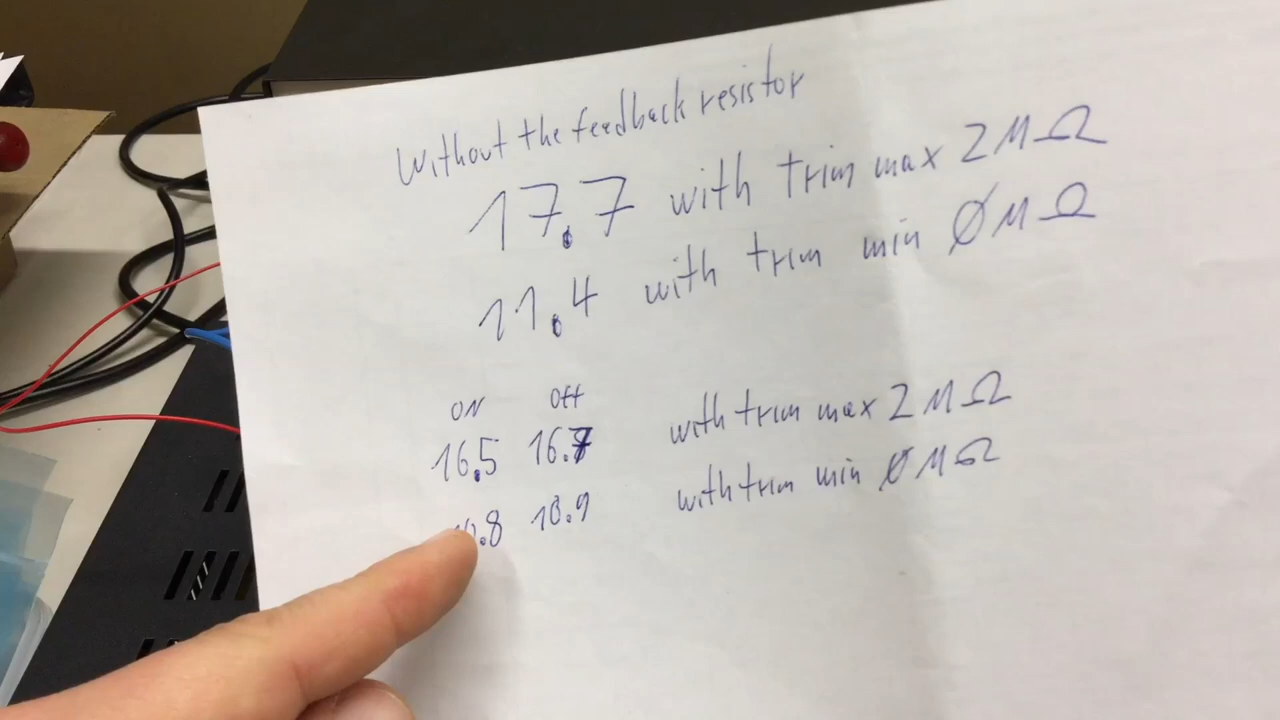 Without the feedback resistor
17.7 with trim max 2MΩ
11.4 with trim min ØMΩ
ON Off
16.5 16.7 with trim max 2MΩ
.8 10.9 with trim min ØMΩ